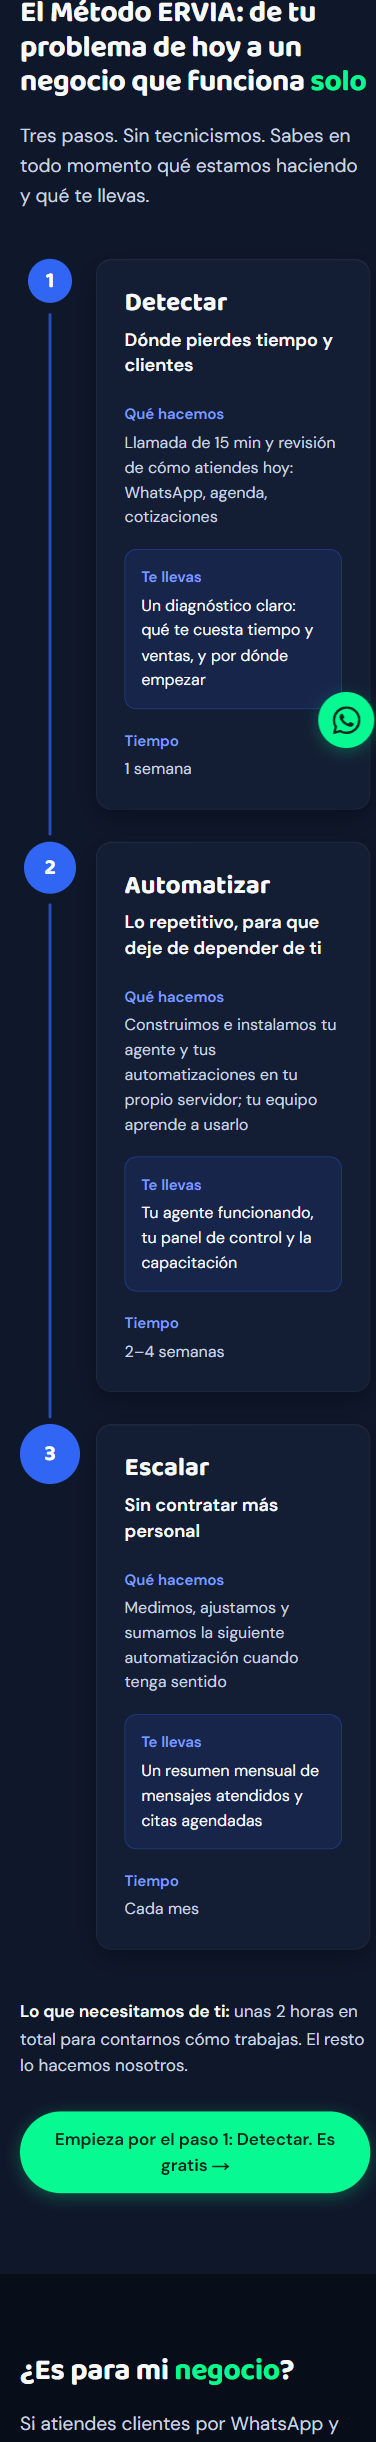 El Método ERVIA: de tu
problema de hoy a un
negocio que funciona solo
Tres pasos. Sin tecnicismos. Sabes en
todo momento qué estamos haciendo
y qué te llevas.
1
Detectar
Dónde pierdes tiempo y
clientes
Qué hacemos
Llamada de 15 min y revisión
de cómo atiendes hoy:
WhatsApp, agenda,
cotizaciones
Te llevas
Un diagnóstico claro:
qué te cuesta tiempo y
ventas, y por dónde
empezar
Tiempo
1 semana
2
Automatizar
Lo repetitivo, para que
deje de depender de ti
Qué hacemos
Construimos e instalamos tu
agente y tus
automatizaciones en tu
propio servidor; tu equipo
aprende a usarlo
Te llevas
Tu agente funcionando,
tu panel de control y la
capacitación
Tiempo
2–4 semanas
3
Escalar
Sin contratar más
personal
Qué hacemos
Medimos, ajustamos y
sumamos la siguiente
automatización cuando
tenga sentido
Te llevas
Un resumen mensual de
mensajes atendidos y
citas agendadas
Tiempo
Cada mes
Lo que necesitamos de ti: unas 2 horas en
total para contarnos cómo trabajas. El resto
lo hacemos nosotros.
Empieza por el paso 1: Detectar. Es
gratis →
¿Es para mi negocio?
Si atiendes clientes por WhatsApp y